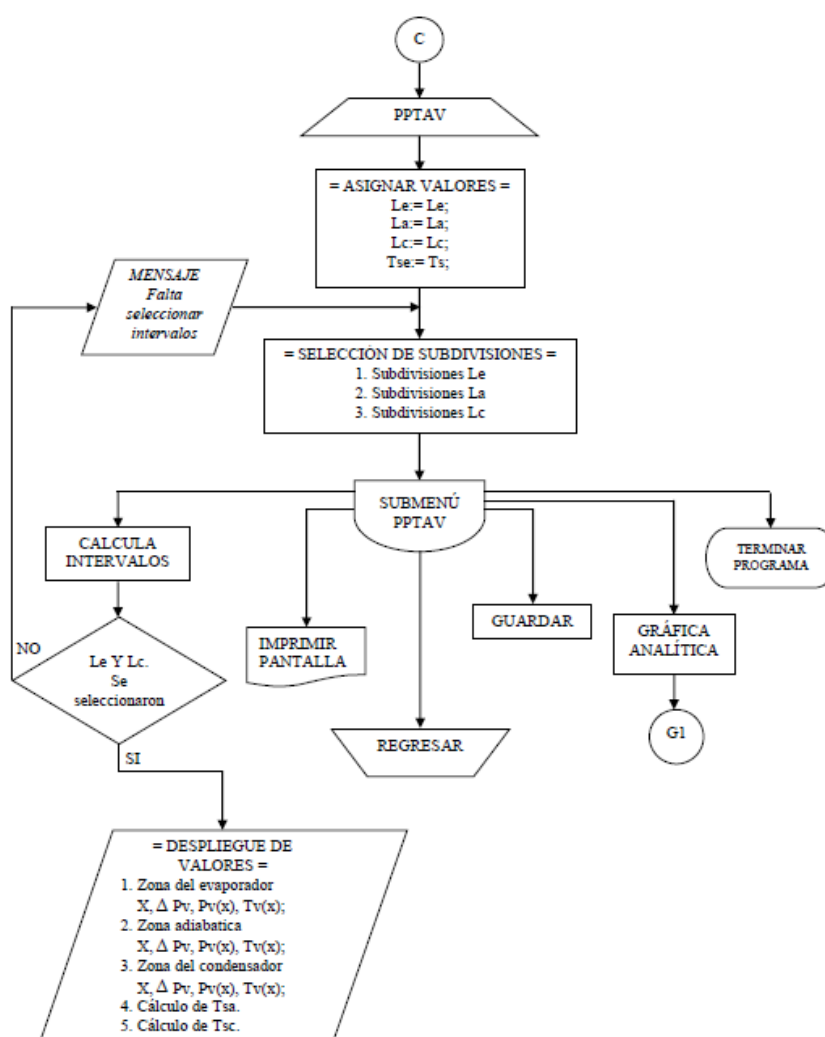 C
PPTAV
= ASIGNAR VALORES =
Le:= Le;
La:= La;
Lc:= Lc;
Tse:= Ts;
MENSAJE
Falta
seleccionar
intervalos
= SELECCIÓN DE SUBDIVISIONES =
1. Subdivisiones Le
2. Subdivisiones La
3. Subdivisiones Lc
SUBMENÚ
PPTAV
CALCULA
INTERVALOS
TERMINAR
PROGRAMA
IMPRIMIR
PANTALLA
GUARDAR
GRÁFICA
ANALÍTICA
NO
Le Y Lc.
Se
seleccionaron
REGRESAR
G1
SI
= DESPLIEGUE DE
VALORES =
1. Zona del evaporador
X, Δ Pv, Pv(x), Tv(x);
2. Zona adiabatica
X, Δ Pv, Pv(x), Tv(x);
3. Zona del condensador
X, Δ Pv, Pv(x), Tv(x);
4. Cálculo de Tsa.
5. Cálculo de Tsc.